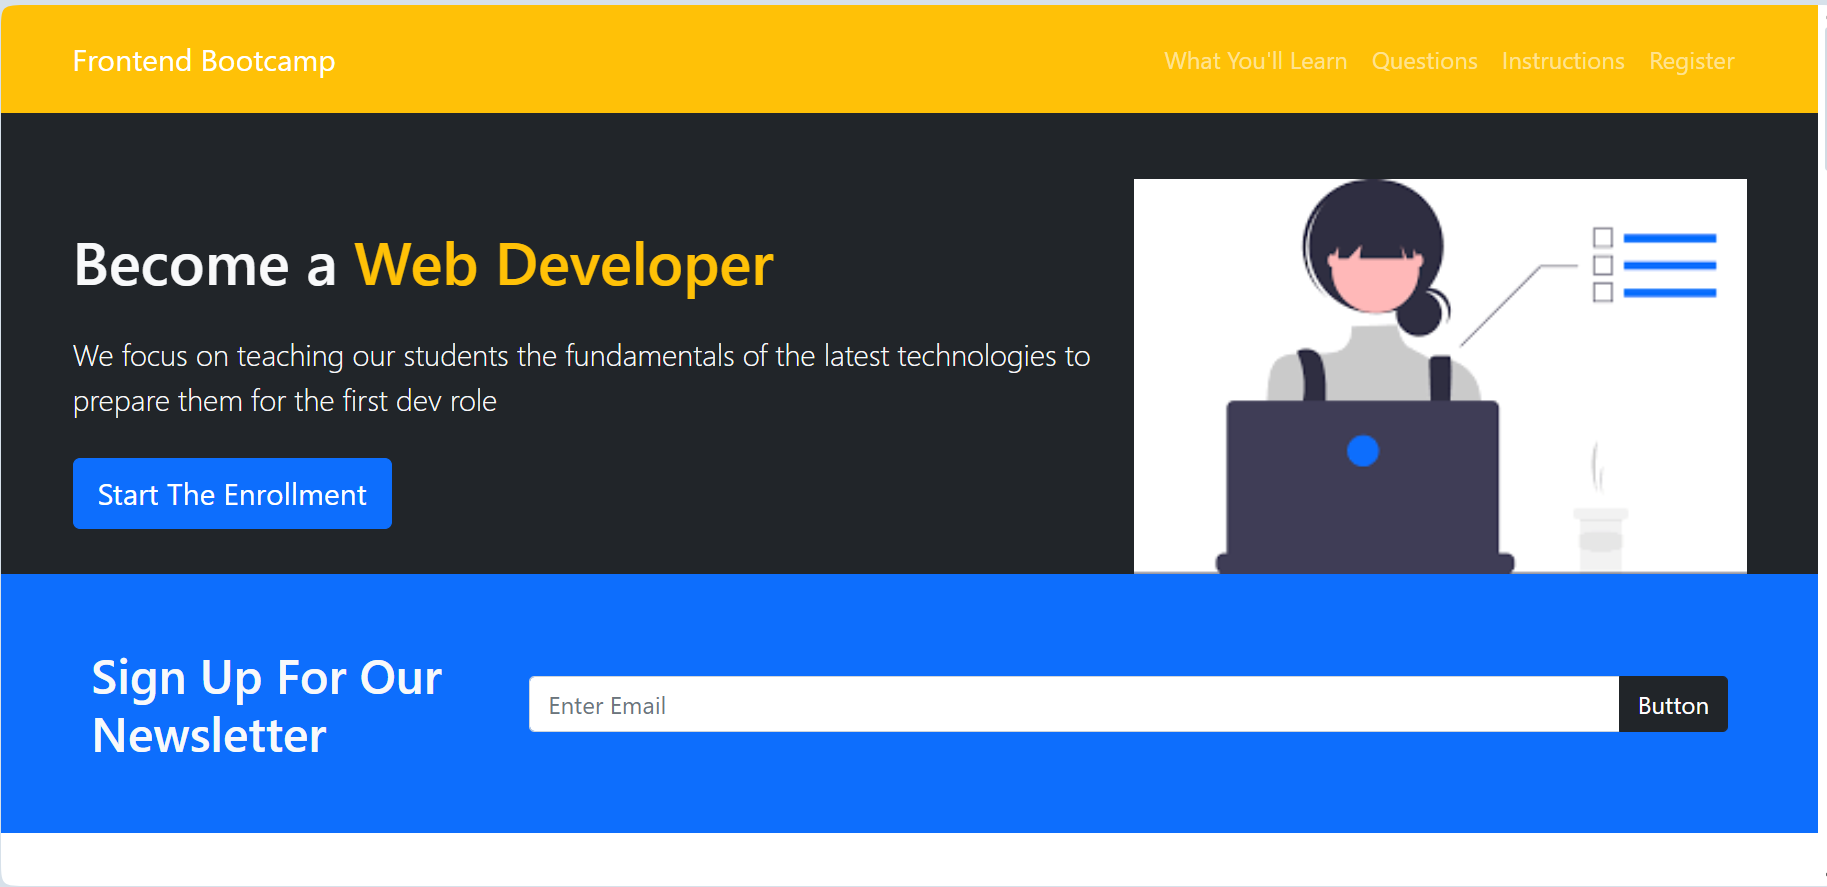 Frontend Bootcamp
What You'll Learn Questions Instructions Register
Become a Web Developer
We focus on teaching our students the fundamentals of the latest technologies to
prepare them for the first dev role
Start The Enrollment
Sign Up For Our
Newsletter
Enter Email
Button